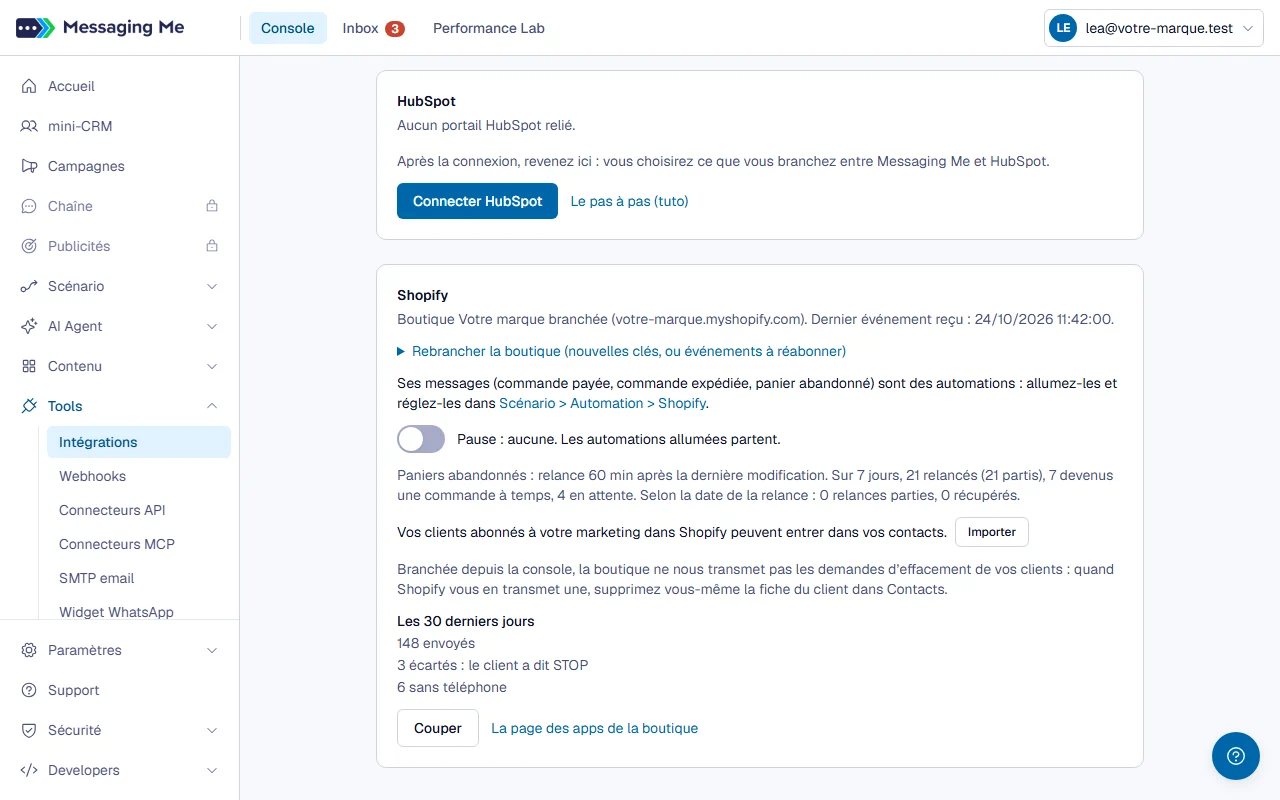 Messaging Me
Console
Inbox 3
Performance Lab
LE lea@votre-marque.test
Accueil
mini-CRM
Campagnes
Chaîne
Publicités
Scénario
AI Agent
Contenu
Tools
Intégrations
Webhooks
Connecteurs API
Connecteurs MCP
SMTP email
Widget WhatsApp
Paramètres
Support
Sécurité
Developers
HubSpot
Aucun portail HubSpot relié.
Après la connexion, revenez ici : vous choisirez ce que vous branchez entre Messaging Me et HubSpot.
Connecter HubSpot
Le pas à pas (tuto)
Shopify
Boutique Votre marque branchée (votre-marque.myshopify.com). Dernier événement reçu : 24/10/2026 11:42:00.
Rebrancher la boutique (nouvelles clés, ou événements à réabonner)
Ses messages (commande payée, commande expédiée, panier abandonné) sont des automations : allumez-les et
réglez-les dans Scénario > Automation > Shopify.
Pause : aucune. Les automations allumées partent.
Paniers abandonnés : relance 60 min après la dernière modification. Sur 7 jours, 21 relancés (21 partis), 7 devenus
une commande à temps, 4 en attente. Selon la date de la relance : 0 relances parties, 0 récupérés.
Vos clients abonnés à votre marketing dans Shopify peuvent entrer dans vos contacts.
Importer
Branchée depuis la console, la boutique ne nous transmet pas les demandes d'effacement de vos clients : quand
Shopify vous en transmet une, supprimez vous-même la fiche du client dans Contacts.
Les 30 derniers jours
148 envoyés
3 écartés : le client a dit STOP
6 sans téléphone
Couper
La page des apps de la boutique